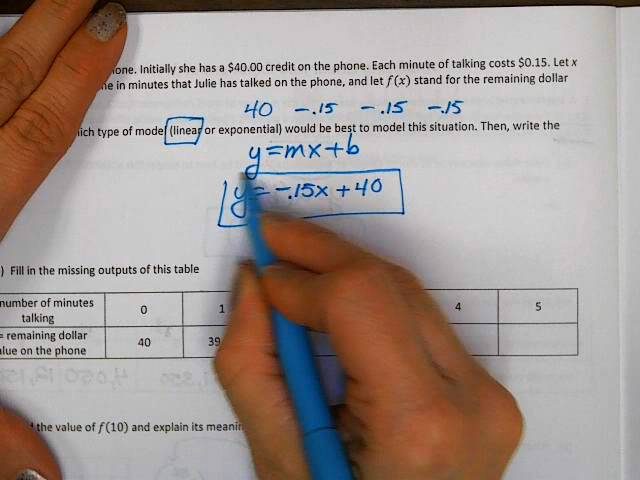 one. Initially she has a $40.00 credit on the phone. Each minute of talking costs $0.15. Let x
e in minutes that Julie has talked on the phone, and let f(x) stand for the remaining dollar
40 -.15 -.15 -.15
ich type of model (linear or exponential) would be best to model this situation. Then, write the
y=mx+b
y= -.15x+40
) Fill in the missing outputs of this table
number of minutes talking 0 1 4 5
= remaining dollar value on the phone 40 39
the value of f(10) and explain its meanin